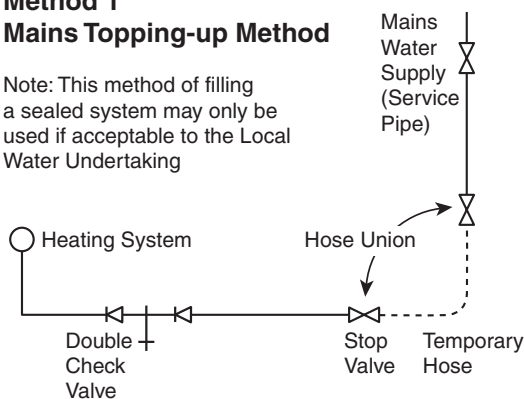 Method 1
Mains Topping-up Method
Note: This method of filling
a sealed system may only be
used if acceptable to the Local
Water Undertaking
Mains
Water
Supply
(Service
Pipe)
Heating System
Hose Union
Double
Check
Valve
Stop
Valve
Temporary
Hose